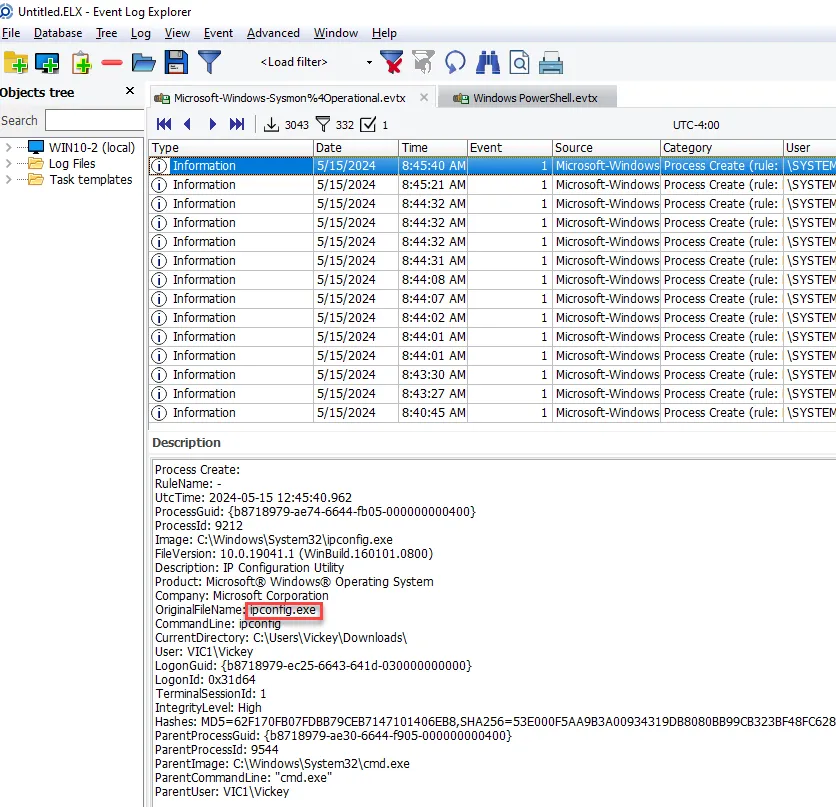 Untitled.ELX - Event Log Explorer
File Database Tree Log View Event Advanced Window Help
<Load filter>
Objects tree
Microsoft-Windows-Sysmon%4Operational.evtx
Windows PowerShell.evtx
Search
3043 332 1 UTC-4:00
WIN10-2 (local)
Log Files
Task templates
Type Date Time Event Source Category User
Information 5/15/2024 8:45:40 AM 1 Microsoft-Windows Process Create (rule: \SYSTEM
Information 5/15/2024 8:45:21 AM 1 Microsoft-Windows Process Create (rule: \SYSTEM
Information 5/15/2024 8:44:32 AM 1 Microsoft-Windows Process Create (rule: \SYSTEM
Information 5/15/2024 8:44:32 AM 1 Microsoft-Windows Process Create (rule: \SYSTEM
Information 5/15/2024 8:44:32 AM 1 Microsoft-Windows Process Create (rule: \SYSTEM
Information 5/15/2024 8:44:31 AM 1 Microsoft-Windows Process Create (rule: \SYSTEM
Information 5/15/2024 8:44:08 AM 1 Microsoft-Windows Process Create (rule: \SYSTEM
Information 5/15/2024 8:44:07 AM 1 Microsoft-Windows Process Create (rule: \SYSTEM
Information 5/15/2024 8:44:02 AM 1 Microsoft-Windows Process Create (rule: \SYSTEM
Information 5/15/2024 8:44:01 AM 1 Microsoft-Windows Process Create (rule: \SYSTEM
Information 5/15/2024 8:44:01 AM 1 Microsoft-Windows Process Create (rule: \SYSTEM
Information 5/15/2024 8:43:30 AM 1 Microsoft-Windows Process Create (rule: \SYSTEM
Information 5/15/2024 8:43:27 AM 1 Microsoft-Windows Process Create (rule: \SYSTEM
Information 5/15/2024 8:40:45 AM 1 Microsoft-Windows Process Create (rule: \SYSTEM
Description
Process Create:
RuleName: -
UtcTime: 2024-05-15 12:45:40.962
ProcessGuid: {b8718979-ae74-6644-fb05-000000000400}
ProcessId: 9212
Image: C:\Windows\System32\ipconfig.exe
FileVersion: 10.0.19041.1 (WinBuild.160101.0800)
Description: IP Configuration Utility
Product: Microsoft® Windows® Operating System
Company: Microsoft Corporation
OriginalFileName: ipconfig.exe
CommandLine: ipconfig
CurrentDirectory: C:\Users\Vickey\Downloads\
User: VIC1\Vickey
LogonGuid: {b8718979-ec25-6643-641d-030000000000}
LogonId: 0x31d64
TerminalSessionId: 1
IntegrityLevel: High
Hashes: MD5=62F170FB07FDBB79CEB7147101406EB8,SHA256=53E000F5AA9B3A00934319DB8080BB99CB323BF48FC628
ParentProcessGuid: {b8718979-ae30-6644-f905-000000000400}
ParentProcessId: 9544
ParentImage: C:\Windows\System32\cmd.exe
ParentCommandLine: "cmd.exe"
ParentUser: VIC1\Vickey